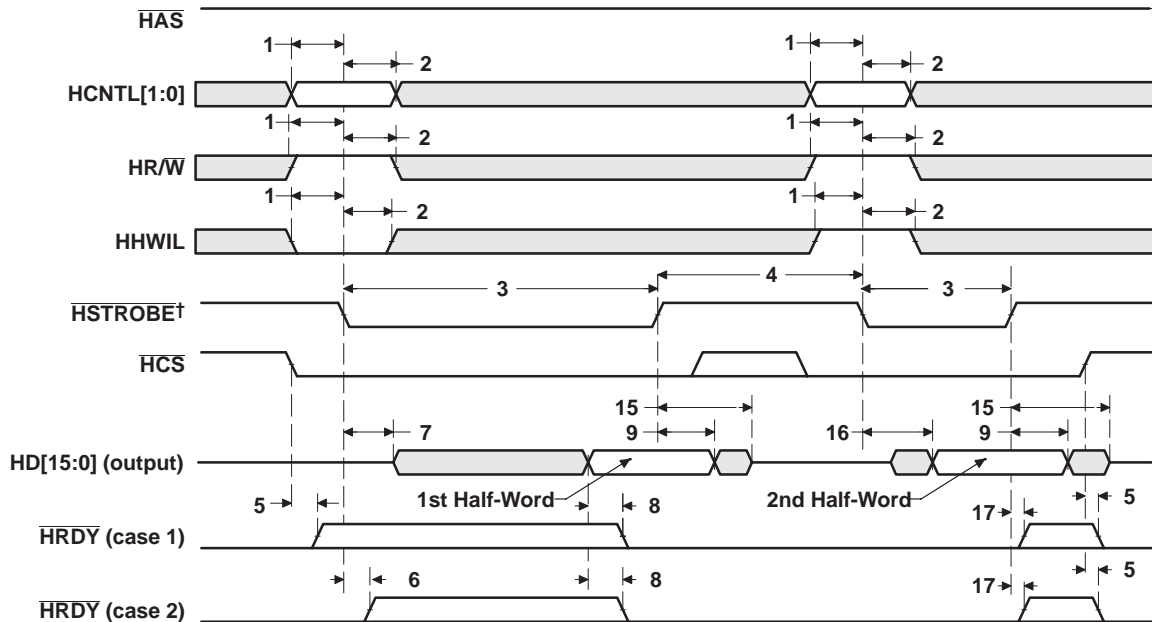 HAS
1 1
2 2
HCNTL[1:0]
1 1
2 2
HR/W
1 1
2 2
HHWIL
4
3 3
HSTROBE†
HCS
15 15
7 9 16 9
HD[15:0] (output)
1st Half-Word 2nd Half-Word
5 8 17 5
HRDY (case 1)
6 8 17 5
HRDY (case 2)